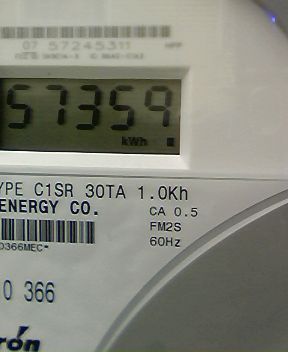 07 57245311
57359
kWh
YPE C1SR 30TA 1.0Kh
ENERGY CO.
CA 0.5
FM2S
60Hz
0366MEC*
0 366
rón